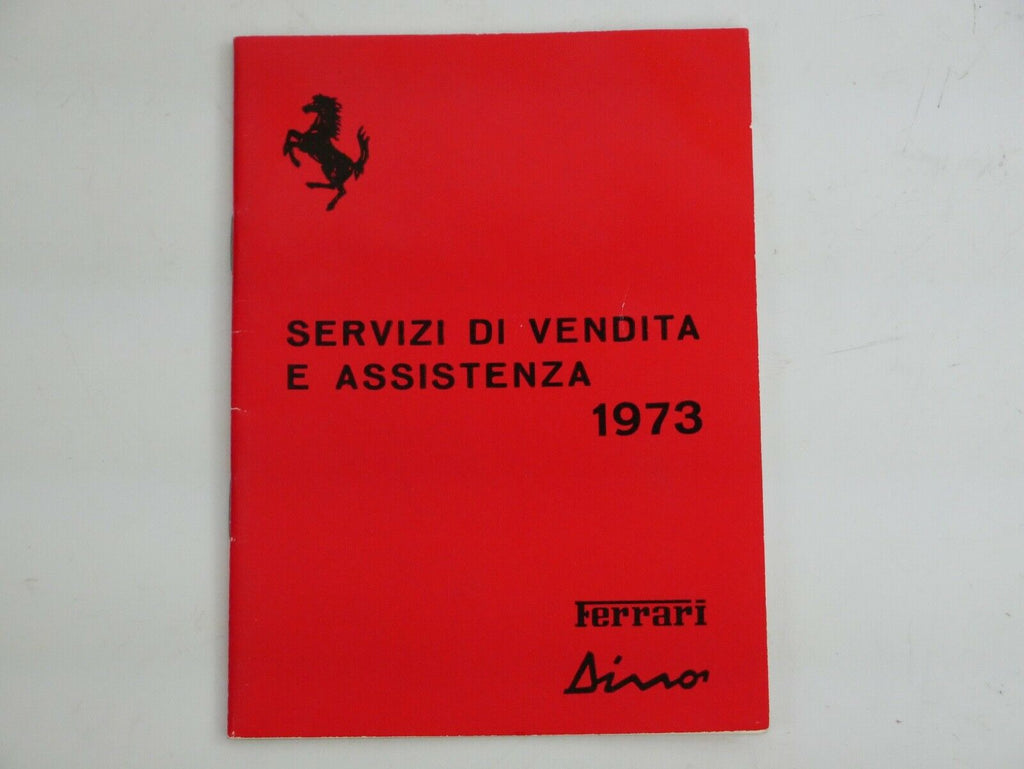 SERVIZI DI VENDITA
E ASSISTENZA
1973
Ferrari
Dino